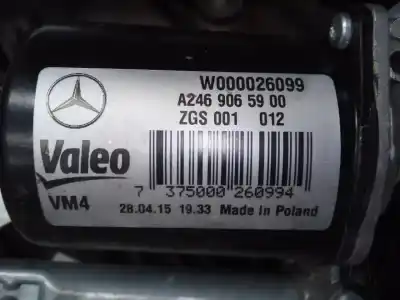 W000026099
A246 906 59 00
ZGS 001 012
Valeo
7 375000 260994
VM4
28.04.15 19.33 Made in Poland